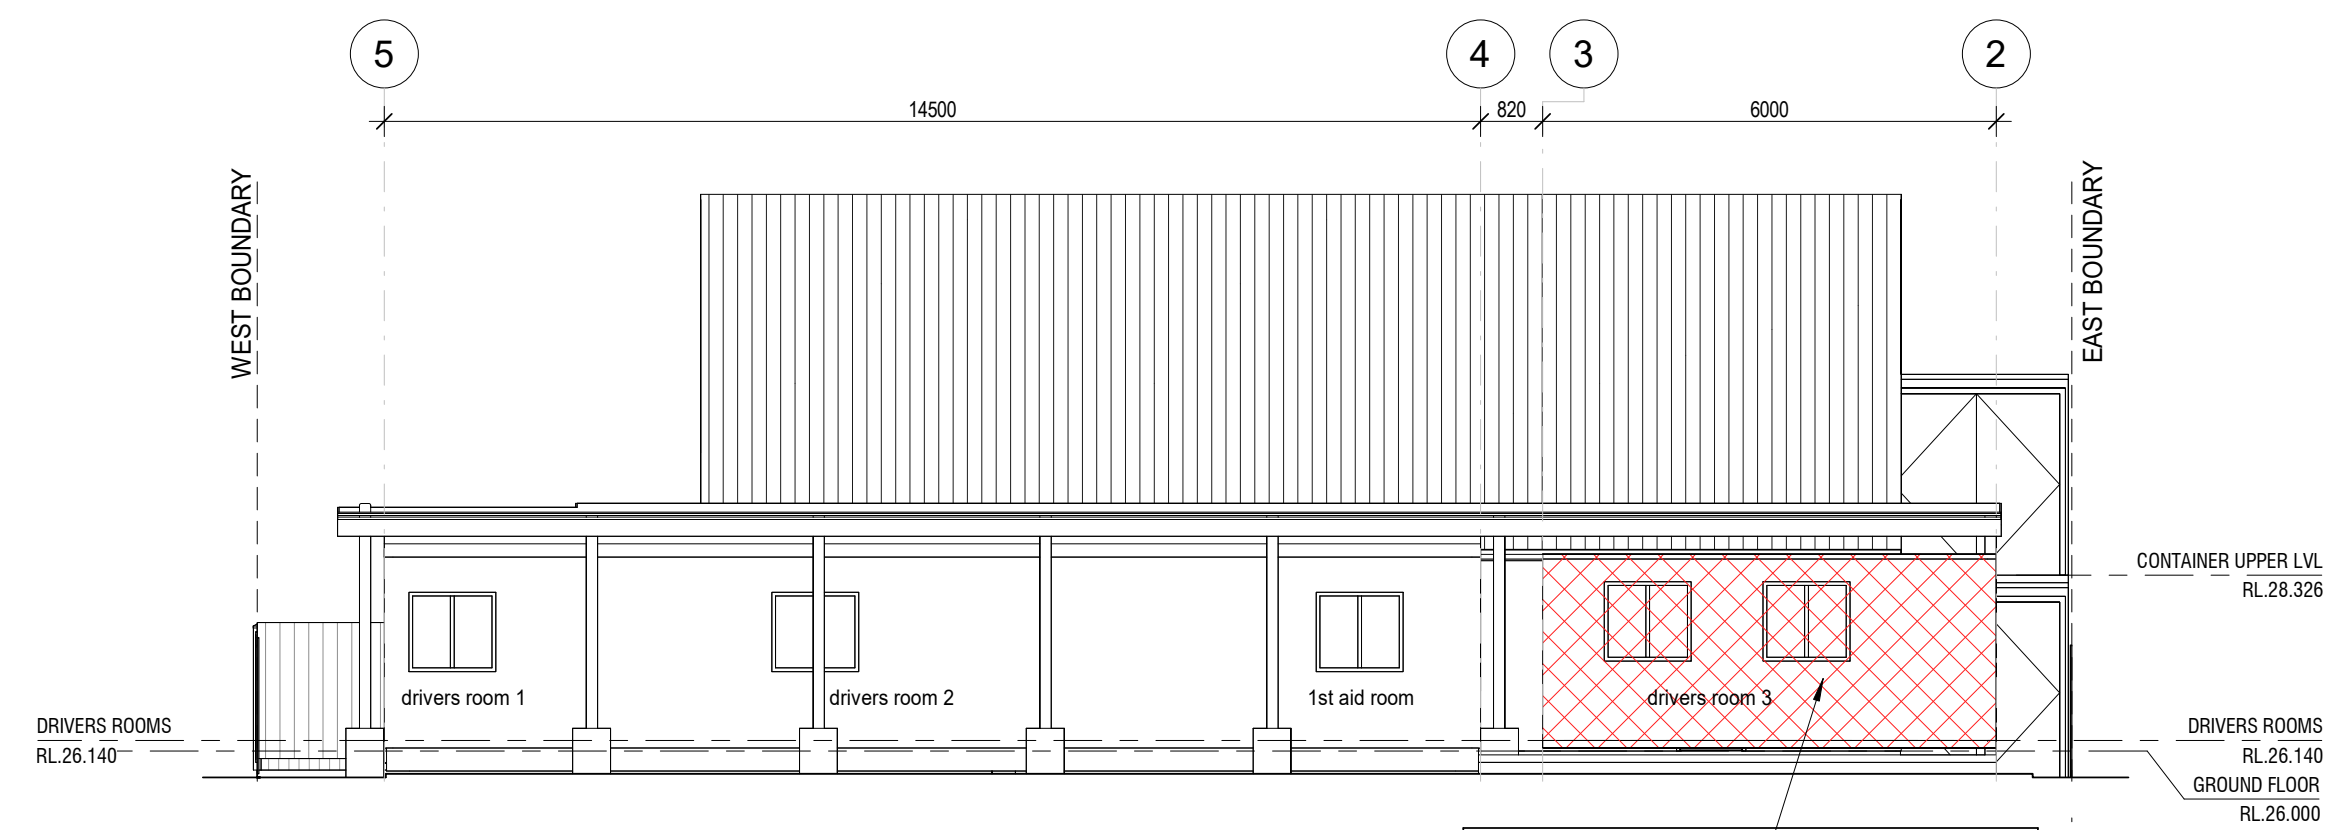 5
4
3
2
14500
820
6000
WEST BOUNDARY
EAST BOUNDARY
CONTAINER UPPER LVL
RL.28.326
drivers room 1
drivers room 2
1st aid room
drivers room 3
DRIVERS ROOMS
RL.26.140
DRIVERS ROOMS
RL.26.140
GROUND FLOOR
RL.26.000